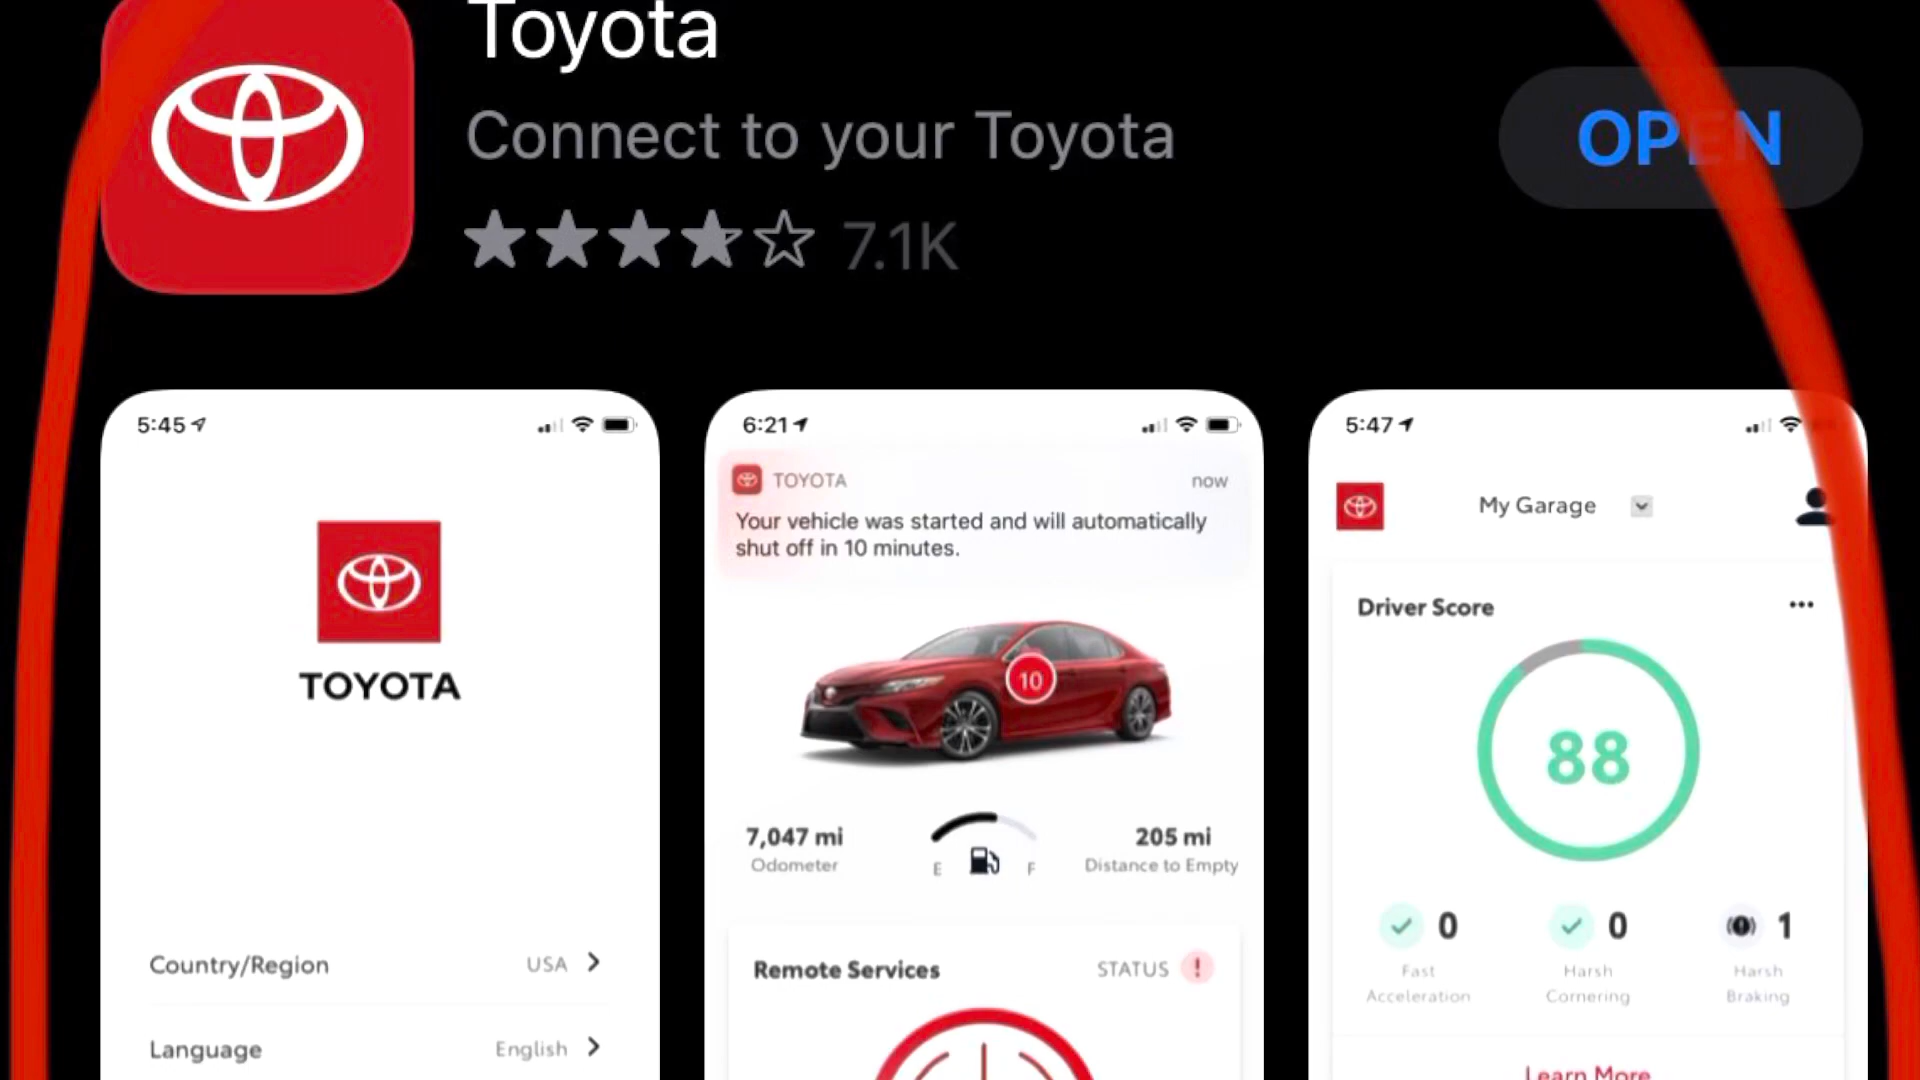 Toyota
Connect to your Toyota
OPEN
7.1K
5:45
TOYOTA
Country/Region USA
Language English
6:21
TOYOTA now
Your vehicle was started and will automatically
shut off in 10 minutes.
10
7,047 mi
Odometer
E F
205 mi
Distance to Empty
Remote Services STATUS !
5:47
My Garage
Driver Score
88
0 0 1
Fast Acceleration
Harsh Cornering
Harsh Braking
Learn More